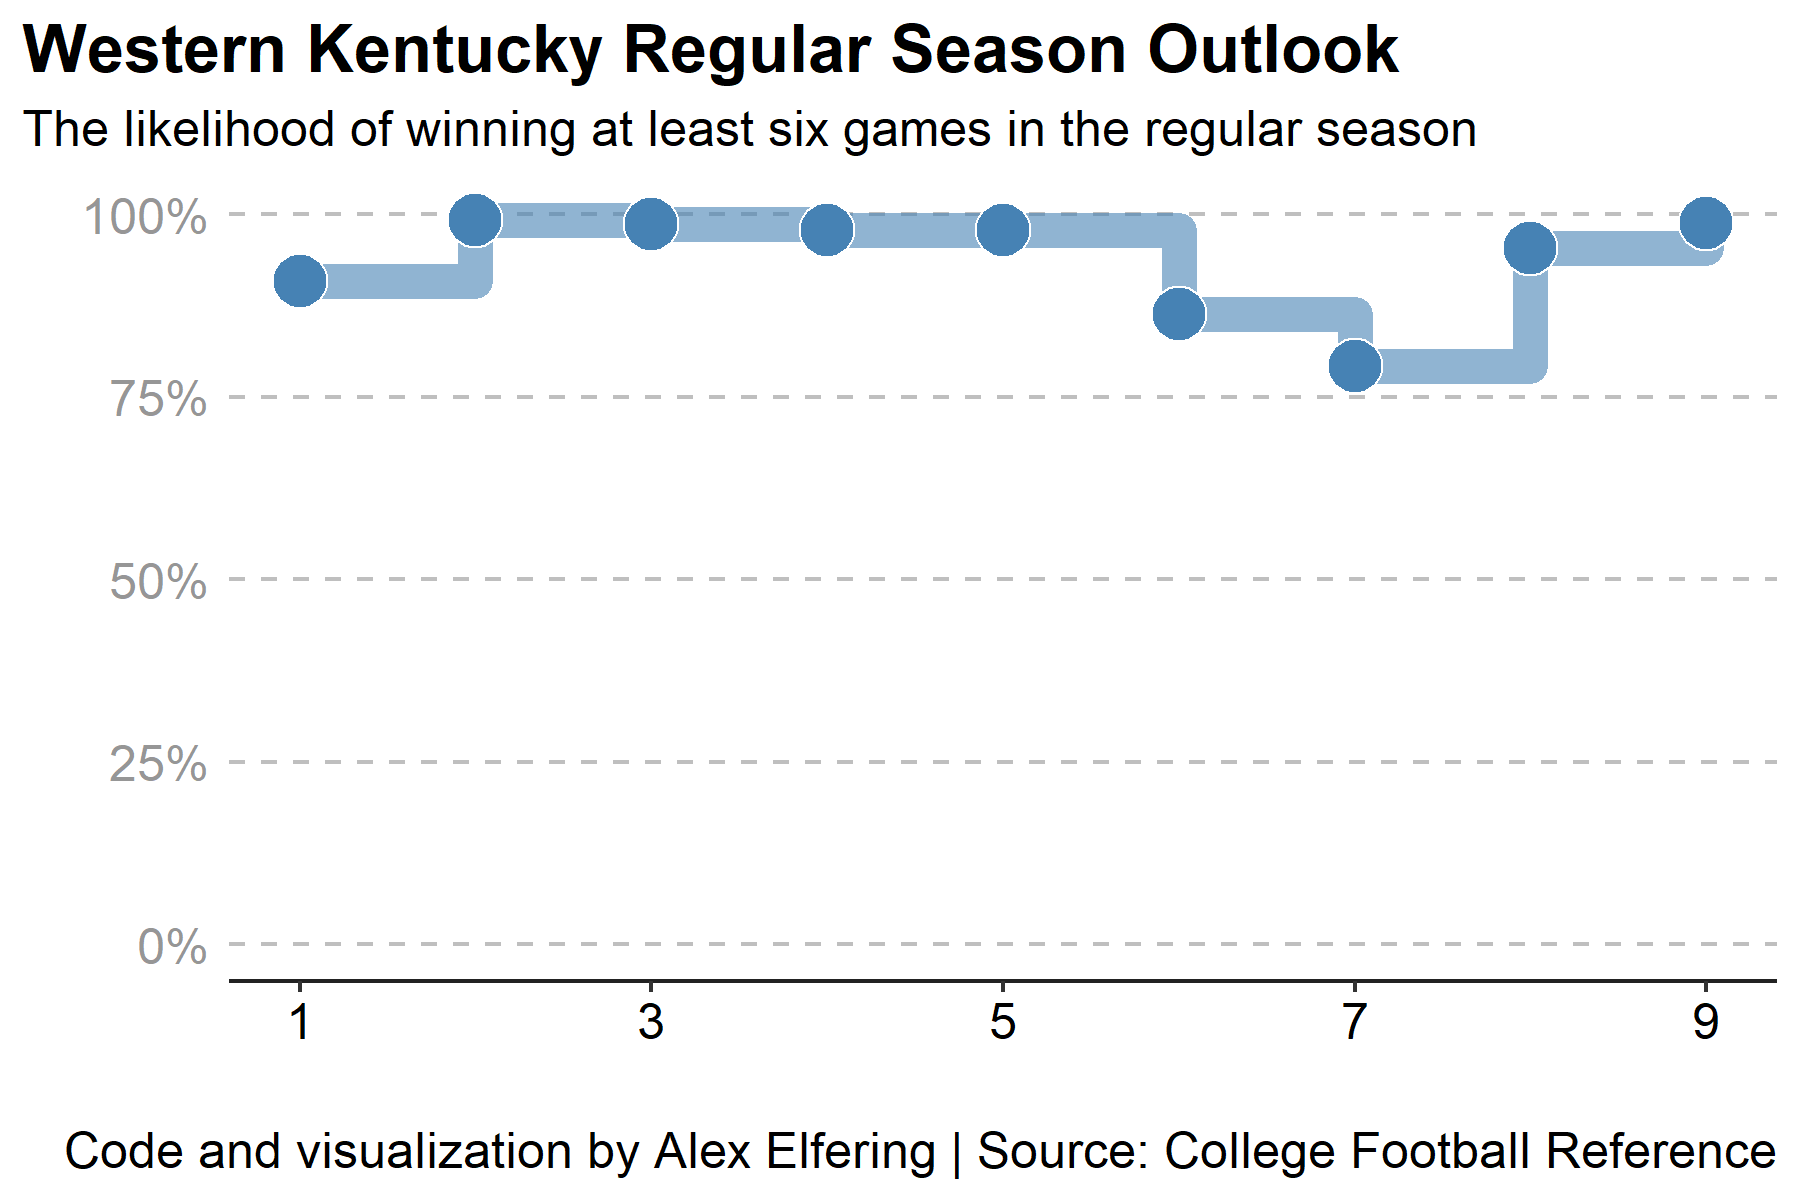 Western Kentucky Regular Season Outlook
The likelihood of winning at least six games in the regular season
100%
75%
50%
25%
0%
1 3 5 7 9
Code and visualization by Alex Elfering | Source: College Football Reference